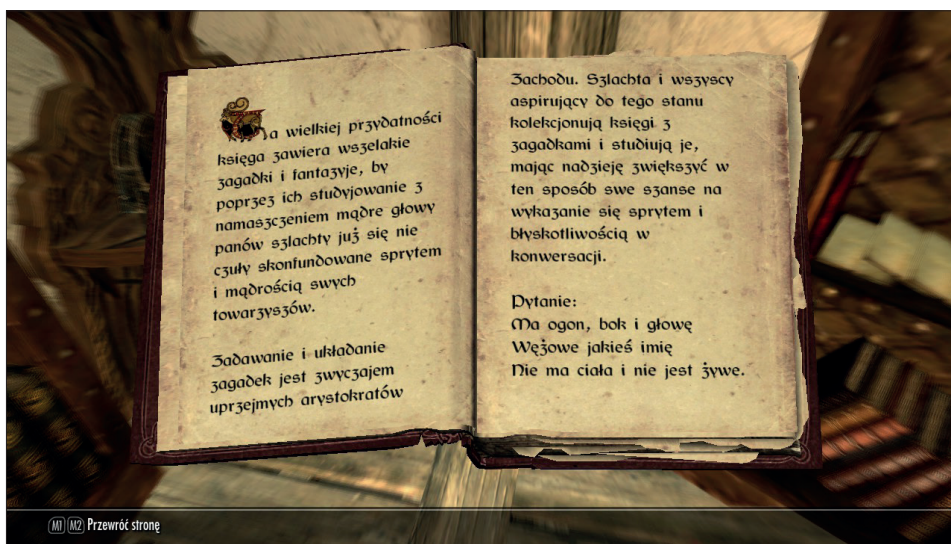 Ta wielkiej przydatności
księga zawiera wszelakie
zagadki i fantazyje, by
poprzez ich studyjowanie z
namaszczeniem mądre głowy
panów szlachty już się nie
czuły skonfundowane sprytem
i mądrością swych
towarzyszów.
Zadawanie i układanie
zagadek jest zwyczajem
uprzejmych arystokratów
Zachodu. Szlachta i wszyscy
aspirujący do tego stanu
kolekcjonują księgi z
zagadkami i studiują je,
mając nadzieję zwiększyć w
ten sposób swe szanse na
wykazanie się sprytem i
błyskotliwością w
konwersacji.
Pytanie:
Ma ogon, bok i głowę
Wężowe jakieś imię
Nie ma ciała i nie jest żywe.
M1 M2 Przewróć stronę